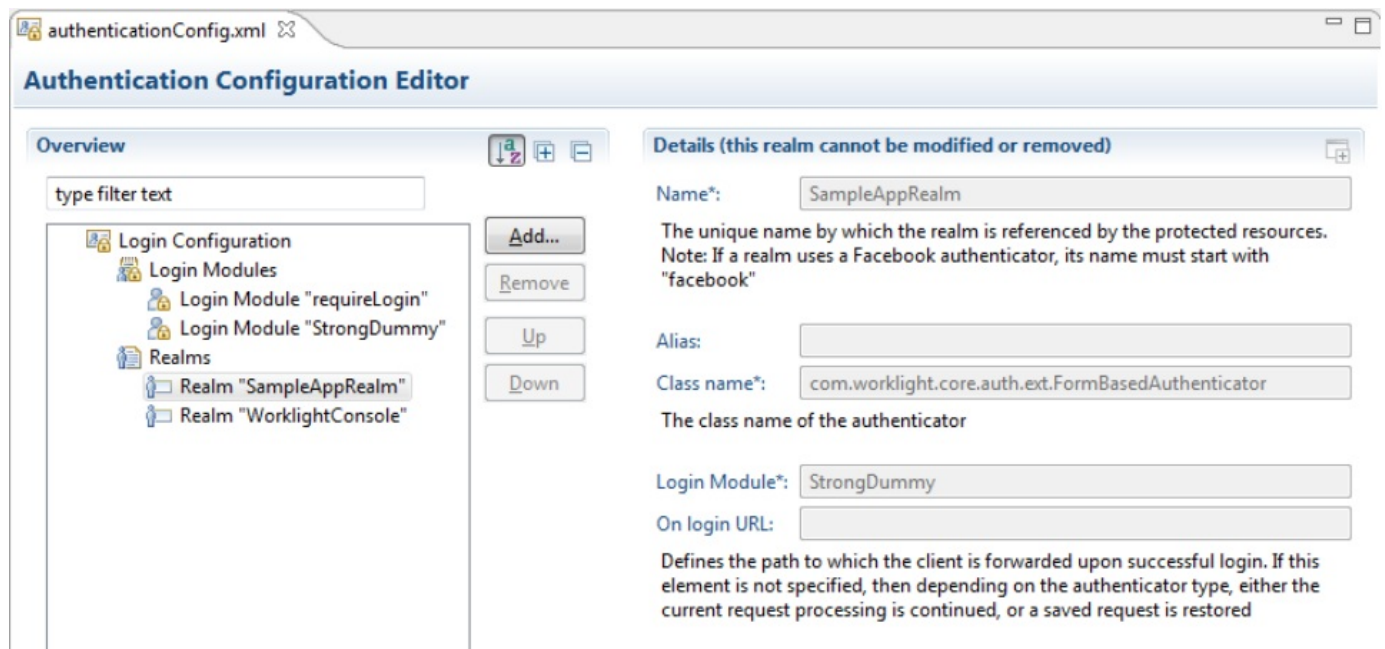 authenticationConfig.xml
Authentication Configuration Editor
Overview
type filter text
Login Configuration
Login Modules
Login Module "requireLogin"
Login Module "StrongDummy"
Realms
Realm "SampleAppRealm"
Realm "WorklightConsole"
Add...
Remove
Up
Down
Details (this realm cannot be modified or removed)
Name*: SampleAppRealm
The unique name by which the realm is referenced by the protected resources.
Note: If a realm uses a Facebook authenticator, its name must start with
"facebook"
Alias:
Class name*: com.worklight.core.auth.ext.FormBasedAuthenticator
The class name of the authenticator
Login Module*: StrongDummy
On login URL:
Defines the path to which the client is forwarded upon successful login. If this
element is not specified, then depending on the authenticator type, either the
current request processing is continued, or a saved request is restored